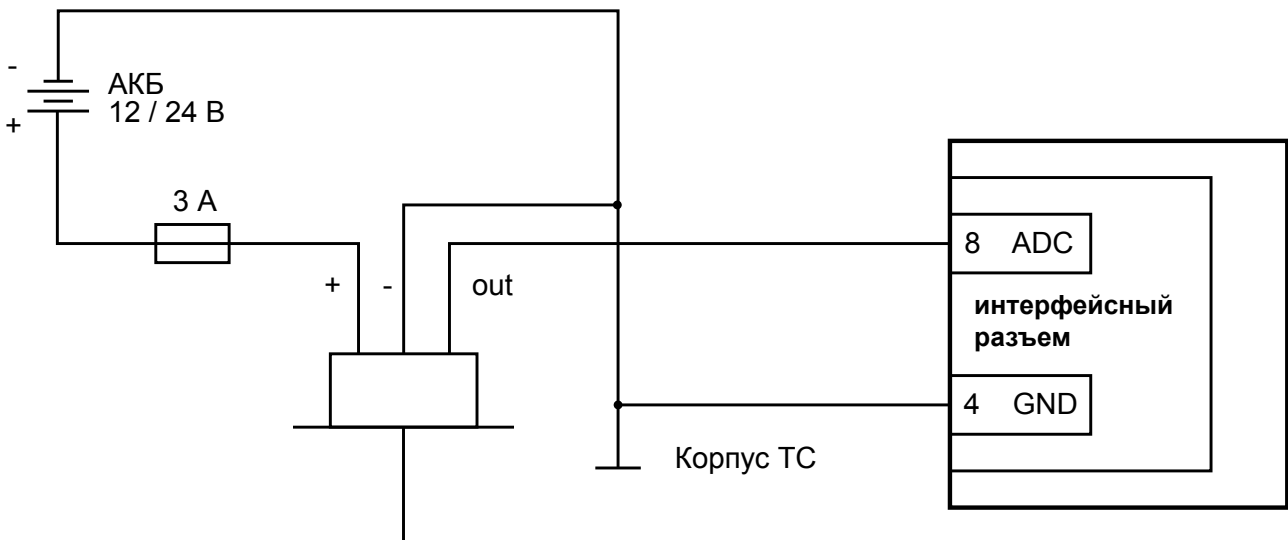 -
АКБ
12 / 24 В
+
3 А
+
-
out
8 ADC
интерфейсный
разъем
4 GND
Корпус ТС